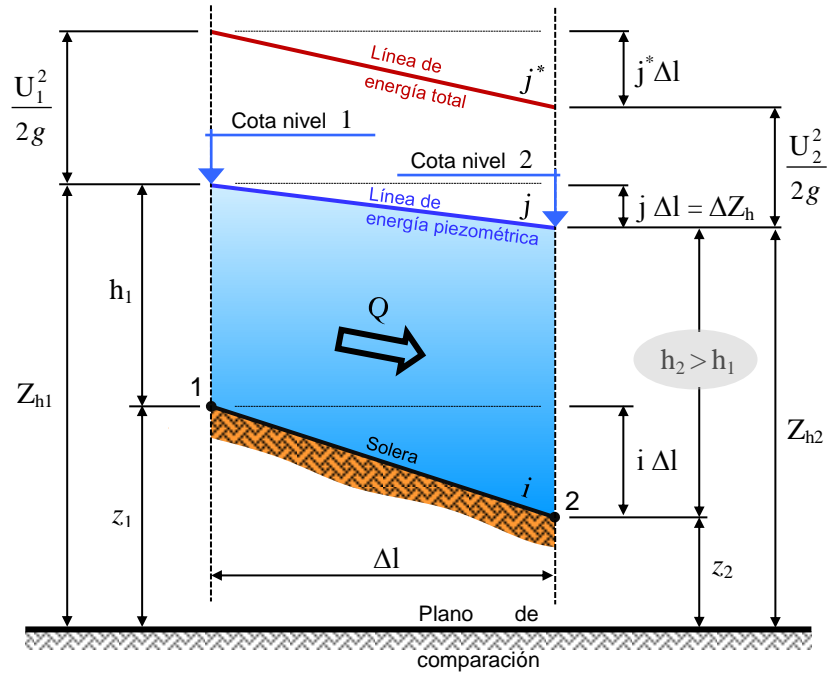 Línea de
energía total
j*
j* Δl
U₁²
2g
Cota nivel 1
Cota nivel 2
U₂²
2g
Línea de
energía piezométrica
j
j Δl = ΔZₕ
h₁
Q
h₂ > h₁
Zₕ₁
1
Zₕ₂
Solera
i
i Δl
2
z₁
Δl
z₂
Plano de
comparación